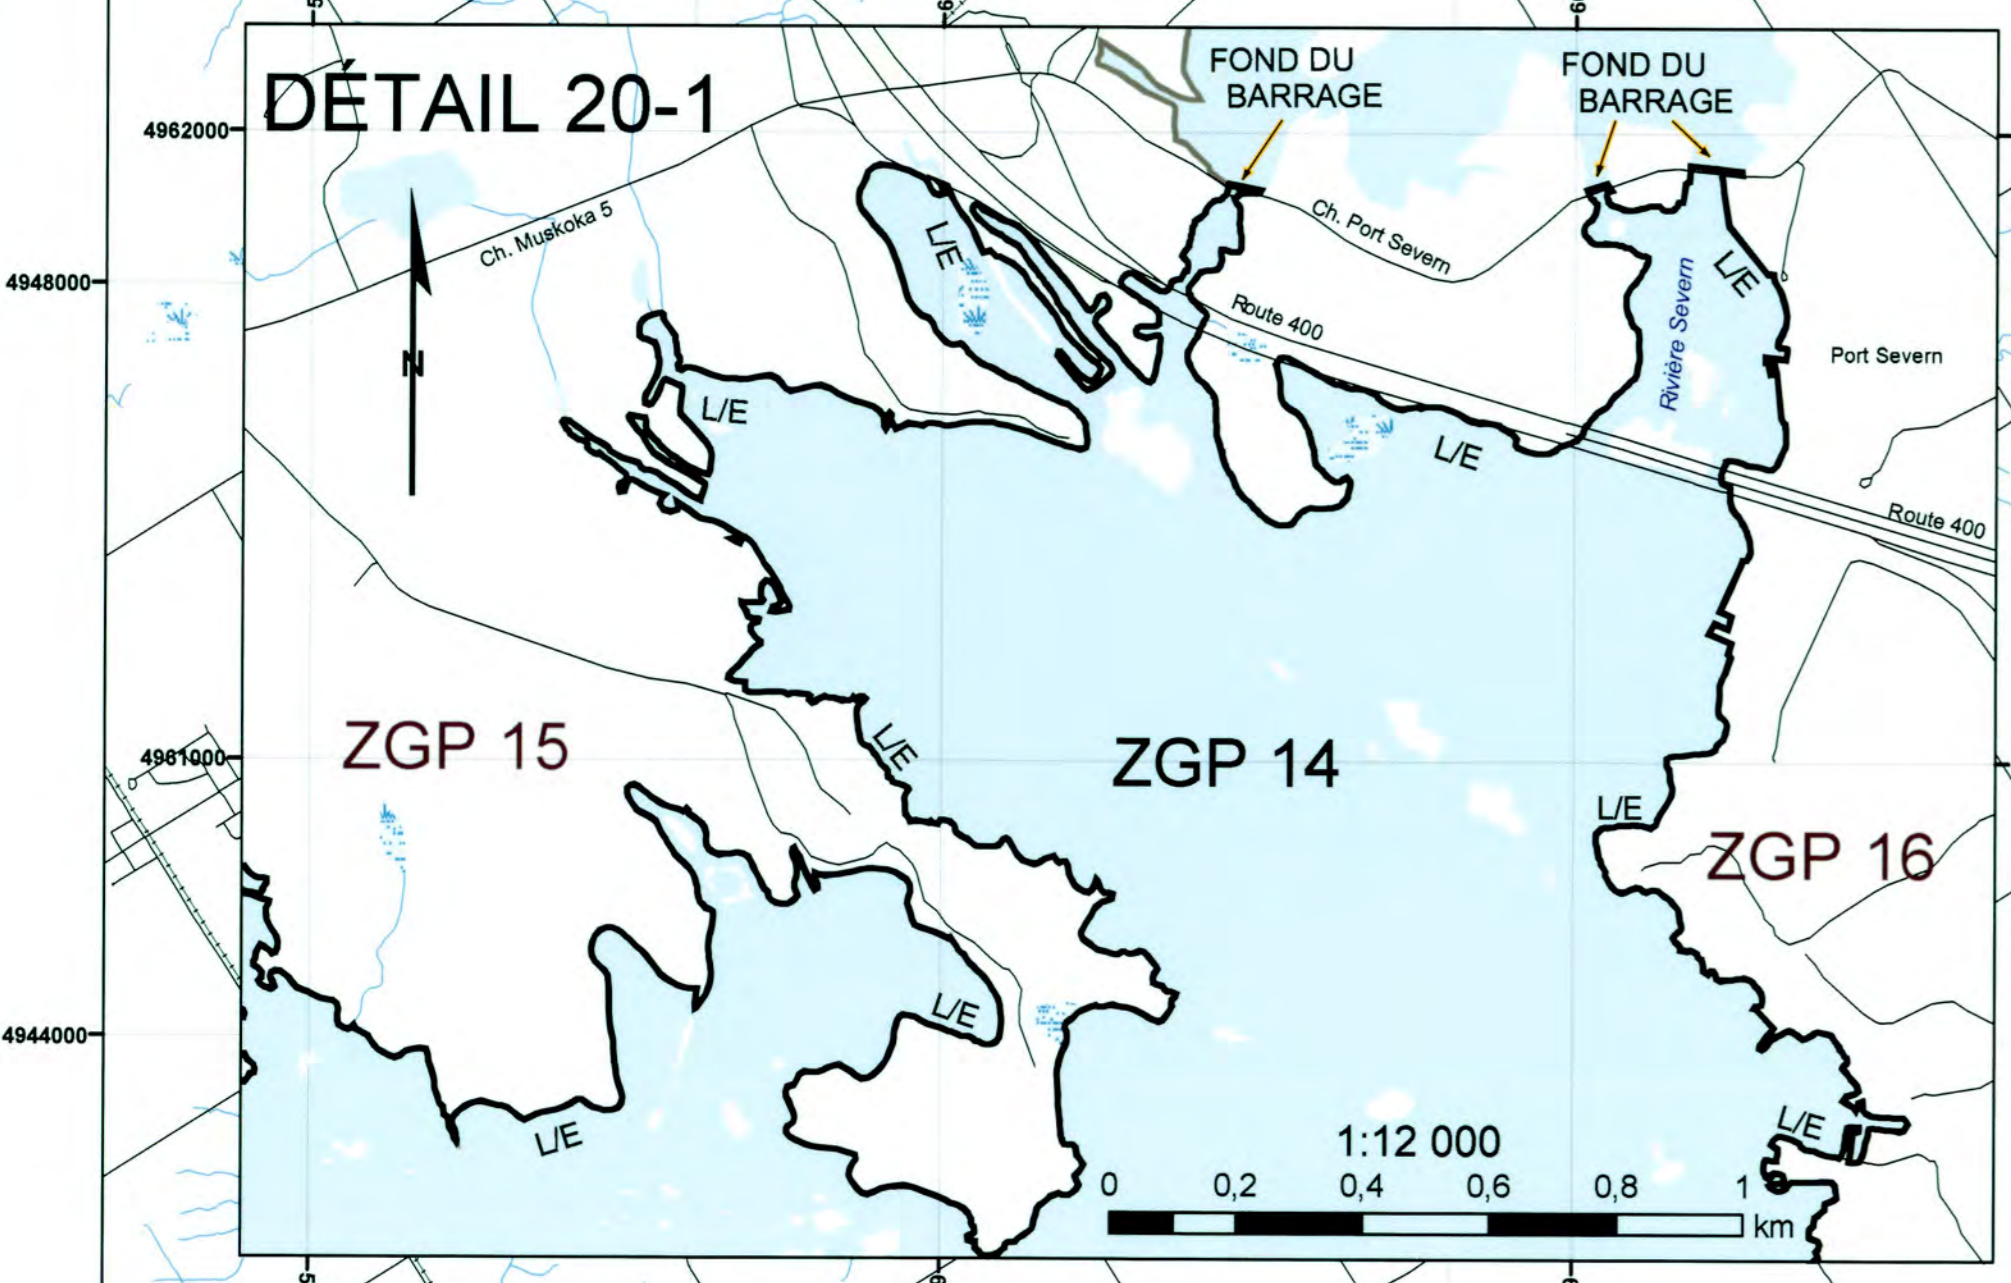 DÉTAIL 20-1
FOND DU
BARRAGE
FOND DU
BARRAGE
4962000
Ch. Muskoka 5
L/E
Ch. Port Severn
L/E
4948000
Rivière Severn
Route 400
Port Severn
N
L/E
L/E
Route 400
ZGP 15
L/E
ZGP 14
4961000
L/E
ZGP 16
L/E
4944000
L/E
L/E
1:12 000
0 0,2 0,4 0,6 0,8 1
km